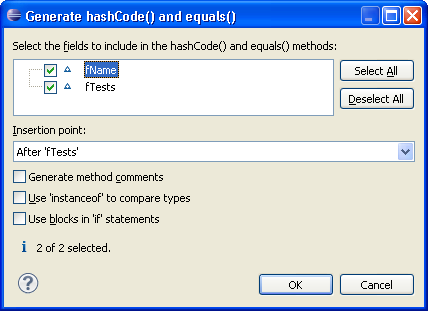 Generate hashCode() and equals()
Select the fields to include in the hashCode() and equals() methods:
fName
fTests
Select All
Deselect All
Insertion point:
After 'fTests'
Generate method comments
Use 'instanceof' to compare types
Use blocks in 'if' statements
2 of 2 selected.
OK
Cancel